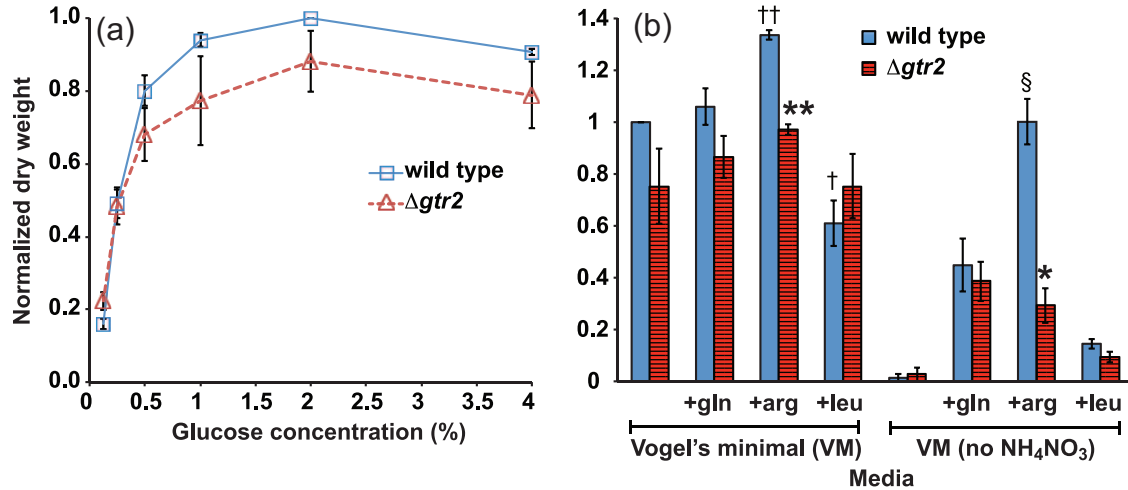 (a)
Normalized dry weight
1.0
0.8
0.6
0.4
0.2
0.0
0 0.5 1 1.5 2 2.5 3 3.5 4
Glucose concentration (%)
wild type
Δgtr2
(b)
1.4
1.2
1
0.8
0.6
0.4
0.2
0
wild type
Δgtr2
††
**
†
§
*
+gln +arg +leu +gln +arg +leu
Vogel's minimal (VM) VM (no NH₄NO₃)
Media